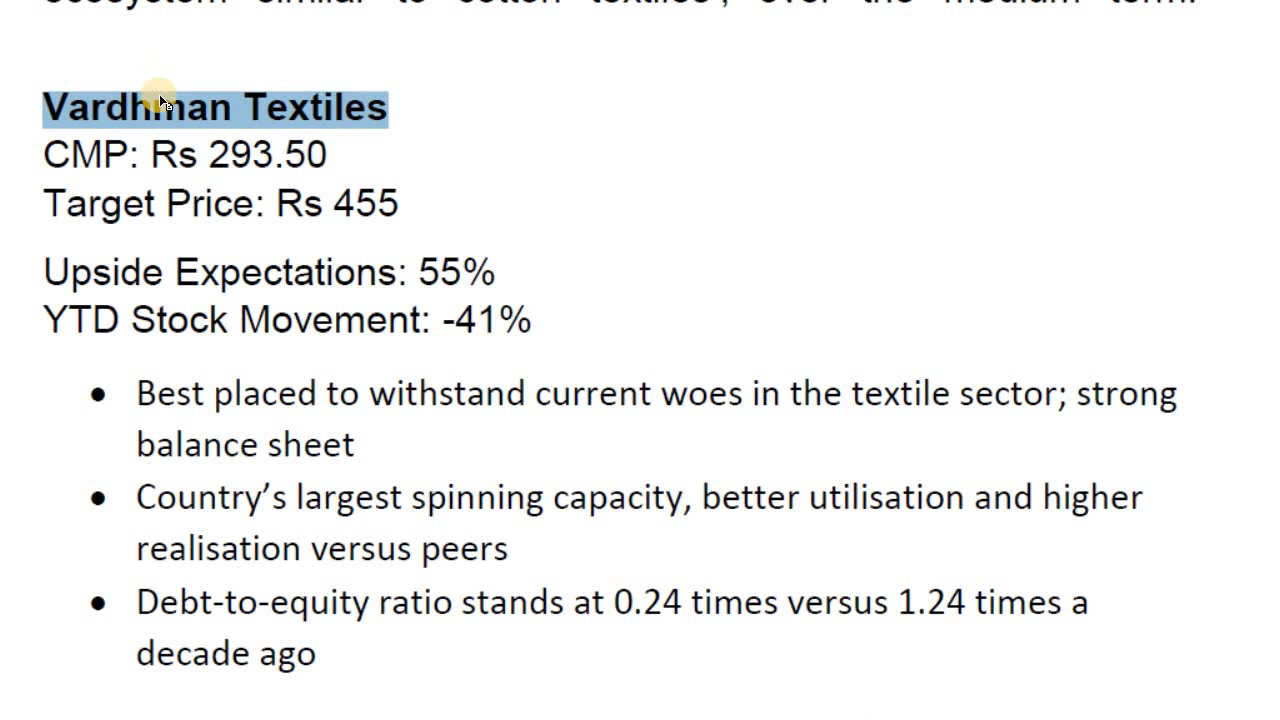 Vardhman Textiles
CMP: Rs 293.50
Target Price: Rs 455
Upside Expectations: 55%
YTD Stock Movement: -41%
• Best placed to withstand current woes in the textile sector; strong
balance sheet
• Country’s largest spinning capacity, better utilisation and higher
realisation versus peers
• Debt-to-equity ratio stands at 0.24 times versus 1.24 times a
decade ago